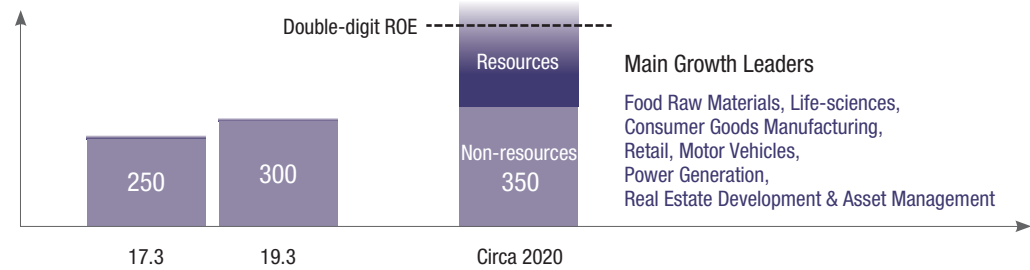 Double-digit ROE
Resources
Non-resources
350
250
300
17.3
19.3
Circa 2020
Main Growth Leaders
Food Raw Materials, Life-sciences,
Consumer Goods Manufacturing,
Retail, Motor Vehicles,
Power Generation,
Real Estate Development & Asset Management